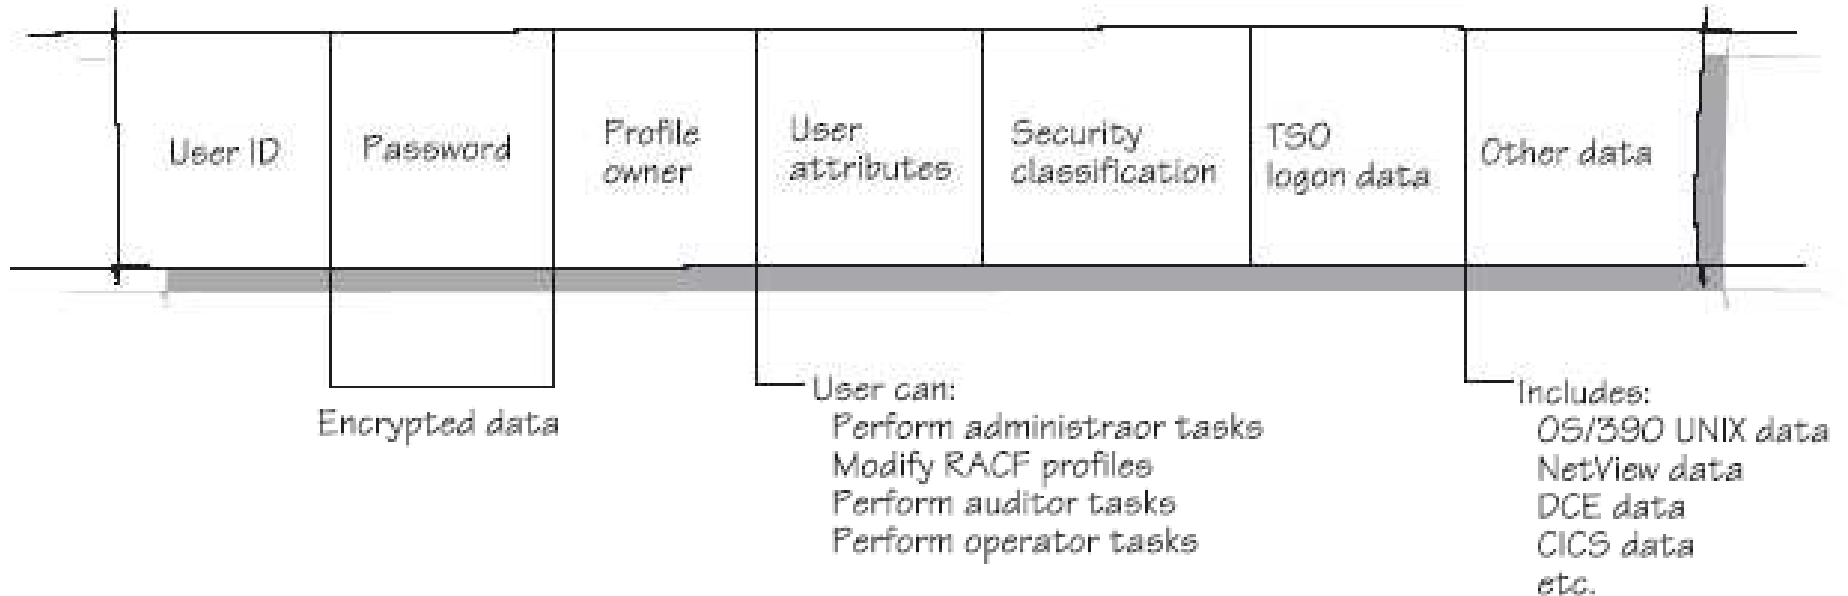 User ID
Password
Profile
owner
User
attributes
Security
classification
TSO
logon data
Other data
Encrypted data
User can:
Perform administraor tasks
Modify RACF profiles
Perform auditor tasks
Perform operator tasks
Includes:
OS/390 UNIX data
NetView data
DCE data
CICS data
etc.